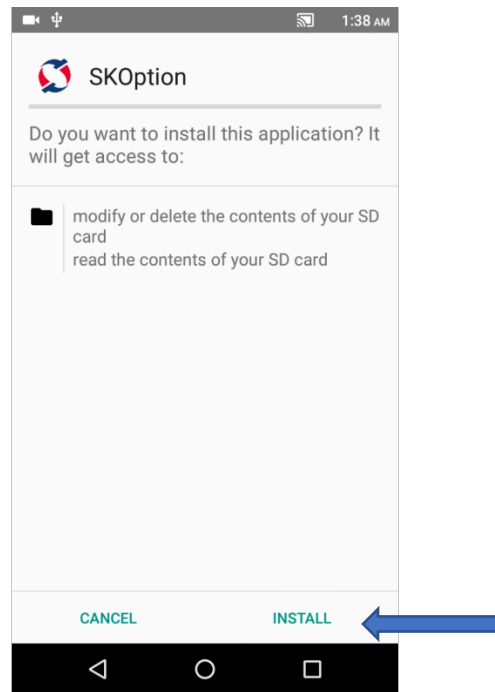 1:38 AM
SKOption
Do you want to install this application? It
will get access to:
modify or delete the contents of your SD
card
read the contents of your SD card
CANCEL INSTALL